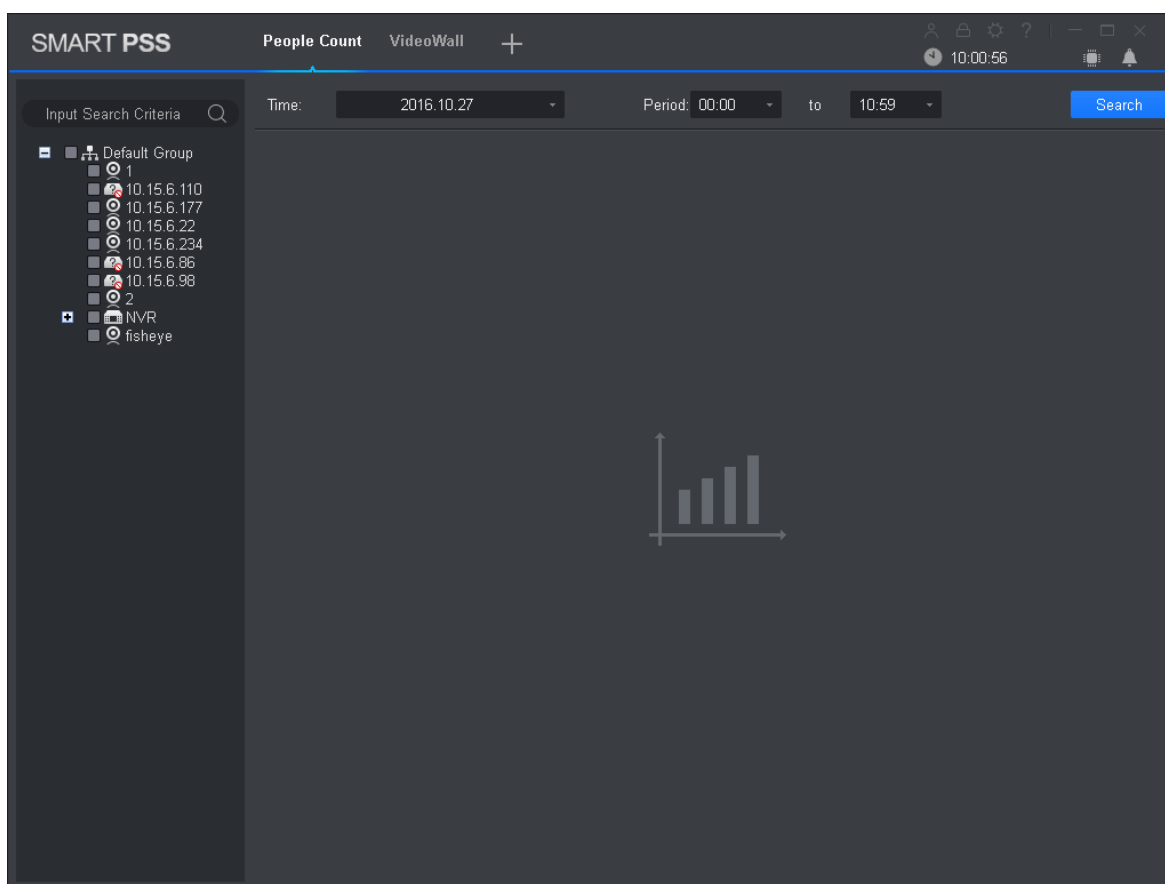 SMART PSS
People Count VideoWall
?
10:00:56
Input Search Criteria
Time: 2016.10.27 Period: 00:00 to 10:59 Search
Default Group
1
10.15.6.110
10.15.6.177
10.15.6.22
10.15.6.234
10.15.6.86
10.15.6.98
2
NVR
fisheye